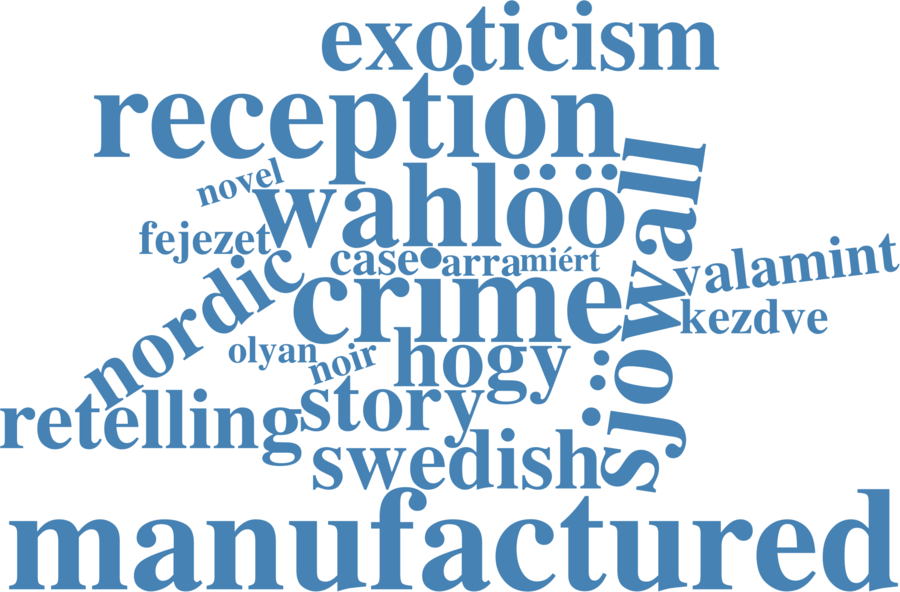 exoticism
reception
novel
wahlöö
sjöwall
fejezet
nordic
case
arra
miért
valamint
crime
kezdve
olyan
noir
hogy
retelling
story
swedish
manufactured